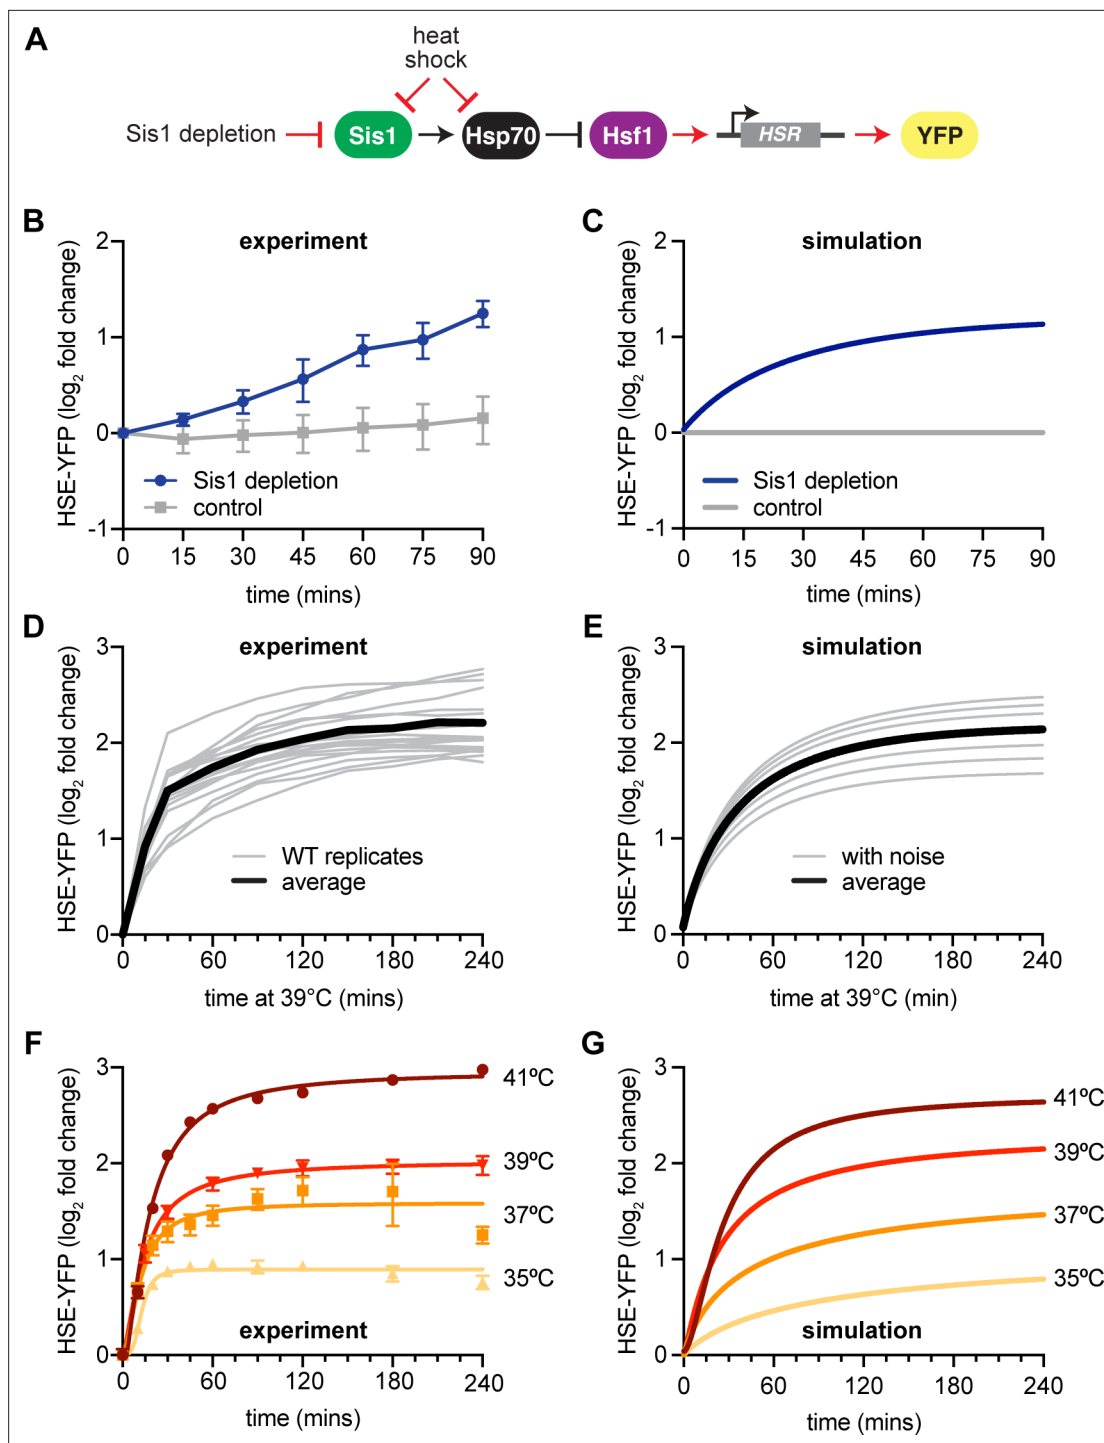 A
heat
shock
Sis1 depletion
Sis1
Hsp70
Hsf1
HSR
YFP
B
experiment
HSE-YFP (log2 fold change)
2
1
0
-1
Sis1 depletion
control
0 15 30 45 60 75 90
time (mins)
C
simulation
HSE-YFP (log2 fold change)
2
1
0
-1
Sis1 depletion
control
0 15 30 45 60 75 90
time (mins)
D
experiment
HSE-YFP (log2 fold change)
3
2
1
0
WT replicates
average
0 60 120 180 240
time at 39°C (mins)
E
simulation
HSE-YFP (log2 fold change)
3
2
1
0
with noise
average
0 60 120 180 240
time at 39°C (min)
F
HSE-YFP (log2 fold change)
3
2
1
0
41ºC
39ºC
37ºC
35ºC
experiment
0 60 120 180 240
time (mins)
G
HSE-YFP (log2 fold change)
3
2
1
0
41ºC
39ºC
37ºC
35ºC
simulation
0 60 120 180 240
time (mins)